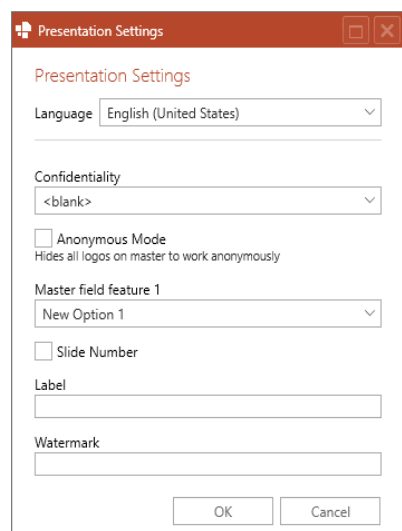 Presentation Settings
Presentation Settings
Language English (United States)
Confidentiality
<blank>
Anonymous Mode
Hides all logos on master to work anonymously
Master field feature 1
New Option 1
Slide Number
Label
Watermark
OK Cancel